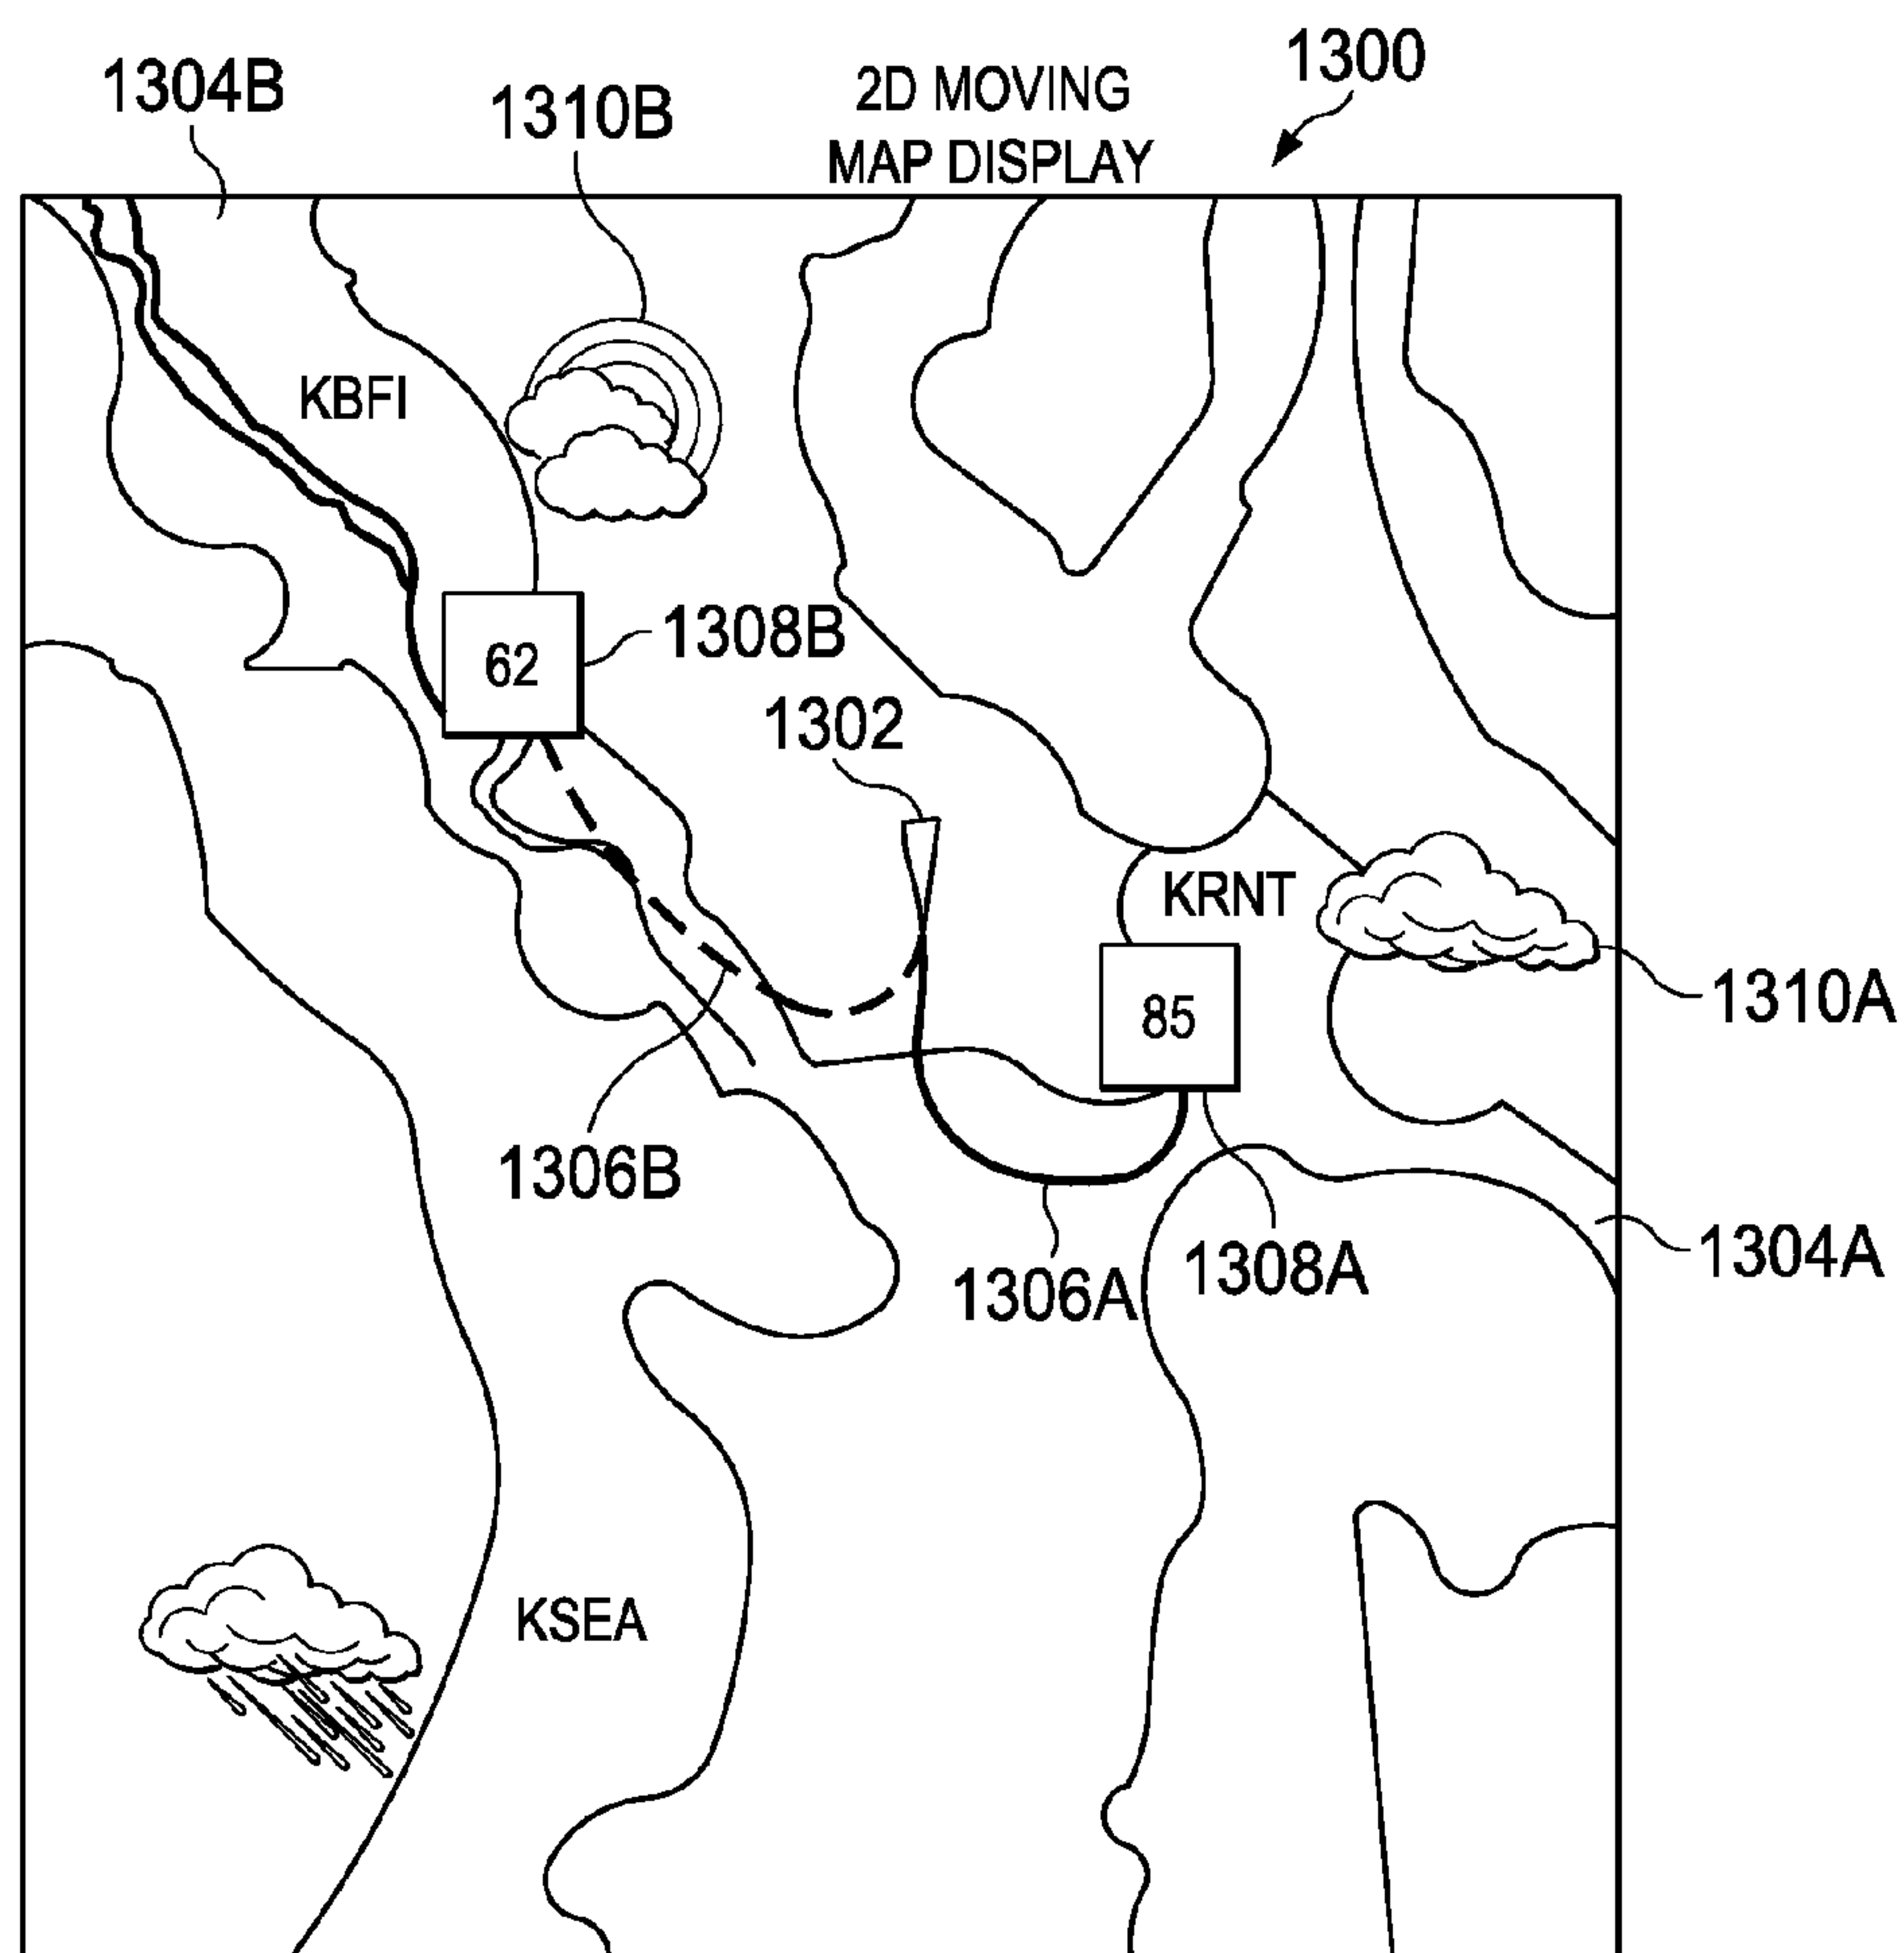 1300
2D MOVING
MAP DISPLAY
1304B
1310B
KBFI
62
1308B
1302
KRNT
85
1310A
1306B
1306A
1308A
1304A
KSEA